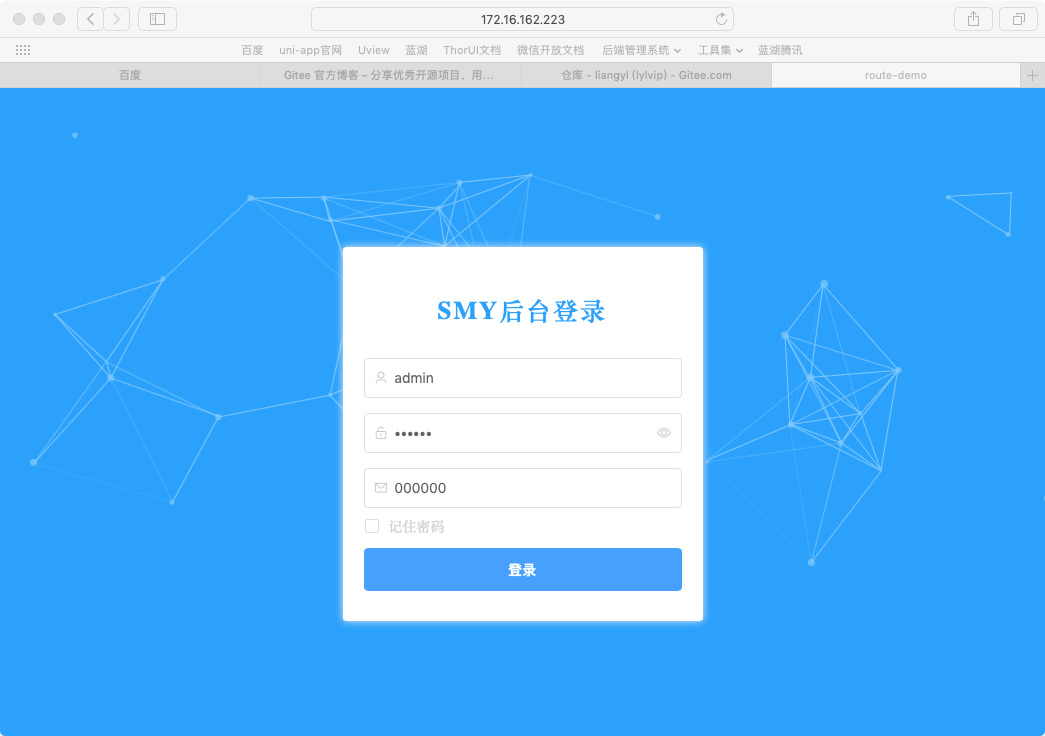 172.16.162.223
百度 uni-app官网 Uview 蓝湖 ThorUI文档 微信开放文档 后端管理系统 工具集 蓝湖腾讯
百度 Gitee 官方博客 – 分享优秀开源项目、用... 仓库 - liangyl (lylvip) - Gitee.com route-demo
SMY后台登录
admin
••••••
000000
记住密码
登录